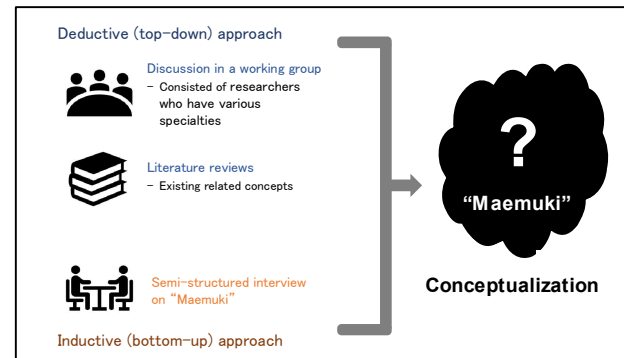 Deductive (top-down) approach
Discussion in a working group
– Consisted of researchers
who have various
specialties
Literature reviews
– Existing related concepts
Semi-structured interview
on “Maemuki”
Inductive (bottom-up) approach
?
“Maemuki”
Conceptualization